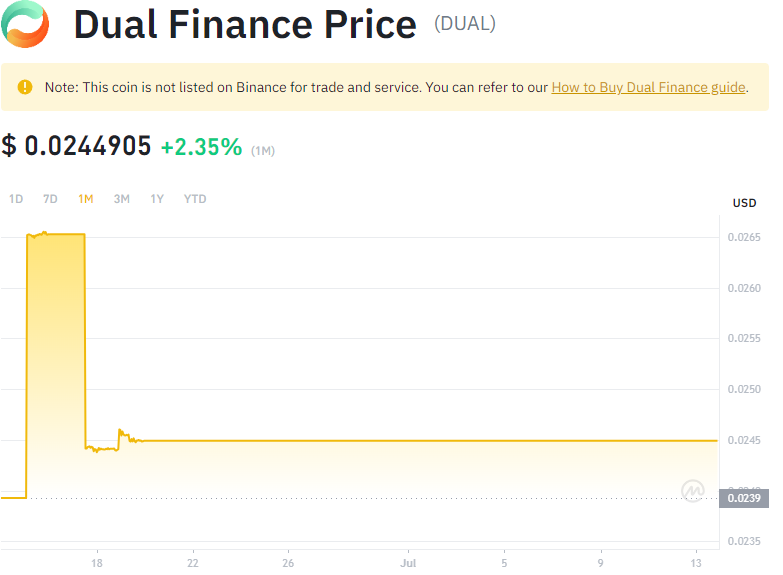 Dual Finance Price (DUAL)
Note: This coin is not listed on Binance for trade and service. You can refer to our How to Buy Dual Finance guide.
$ 0.0244905 +2.35% (1M)
1D 7D 1M 3M 1Y YTD
USD
0.0265
0.0260
0.0255
0.0250
0.0245
0.0239
0.0235
18 22 26 Jul 5 9 13